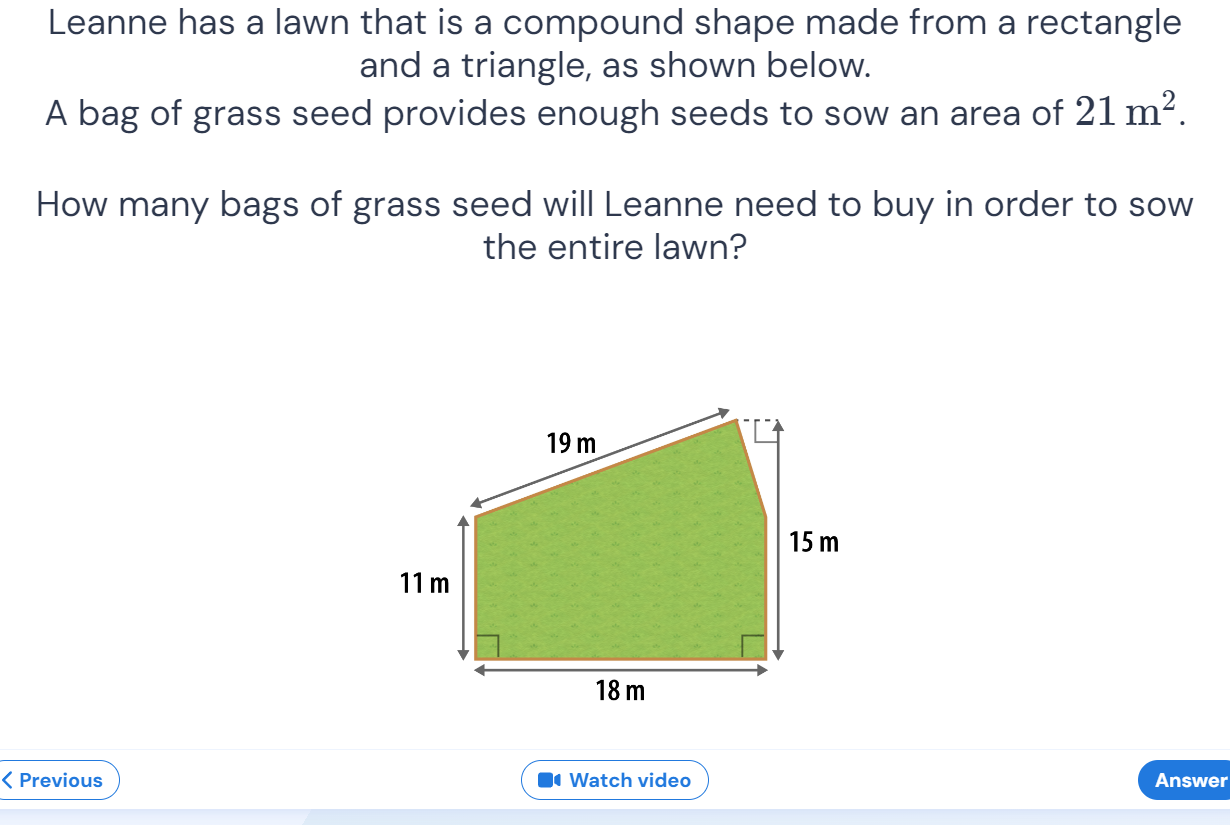 Leanne has a lawn that is a compound shape made from a rectangle
and a triangle, as shown below.
A bag of grass seed provides enough seeds to sow an area of 21 m².
How many bags of grass seed will Leanne need to buy in order to sow
the entire lawn?
19 m
15 m
11 m
18 m
Previous
Watch video
Answer